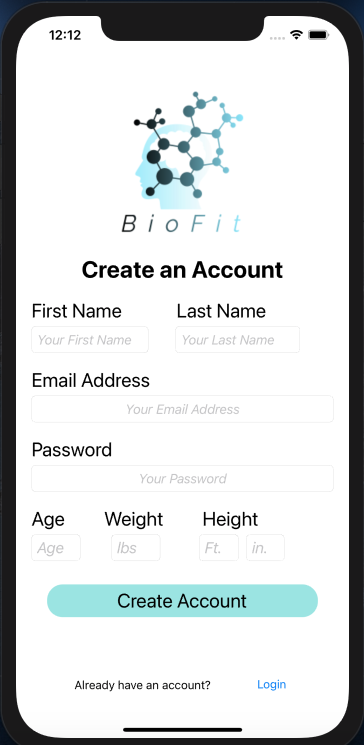 12:12
BioFit
Create an Account
First Name Last Name
Your First Name Your Last Name
Email Address
Your Email Address
Password
Your Password
Age Weight Height
Age lbs Ft. in.
Create Account
Already have an account? Login